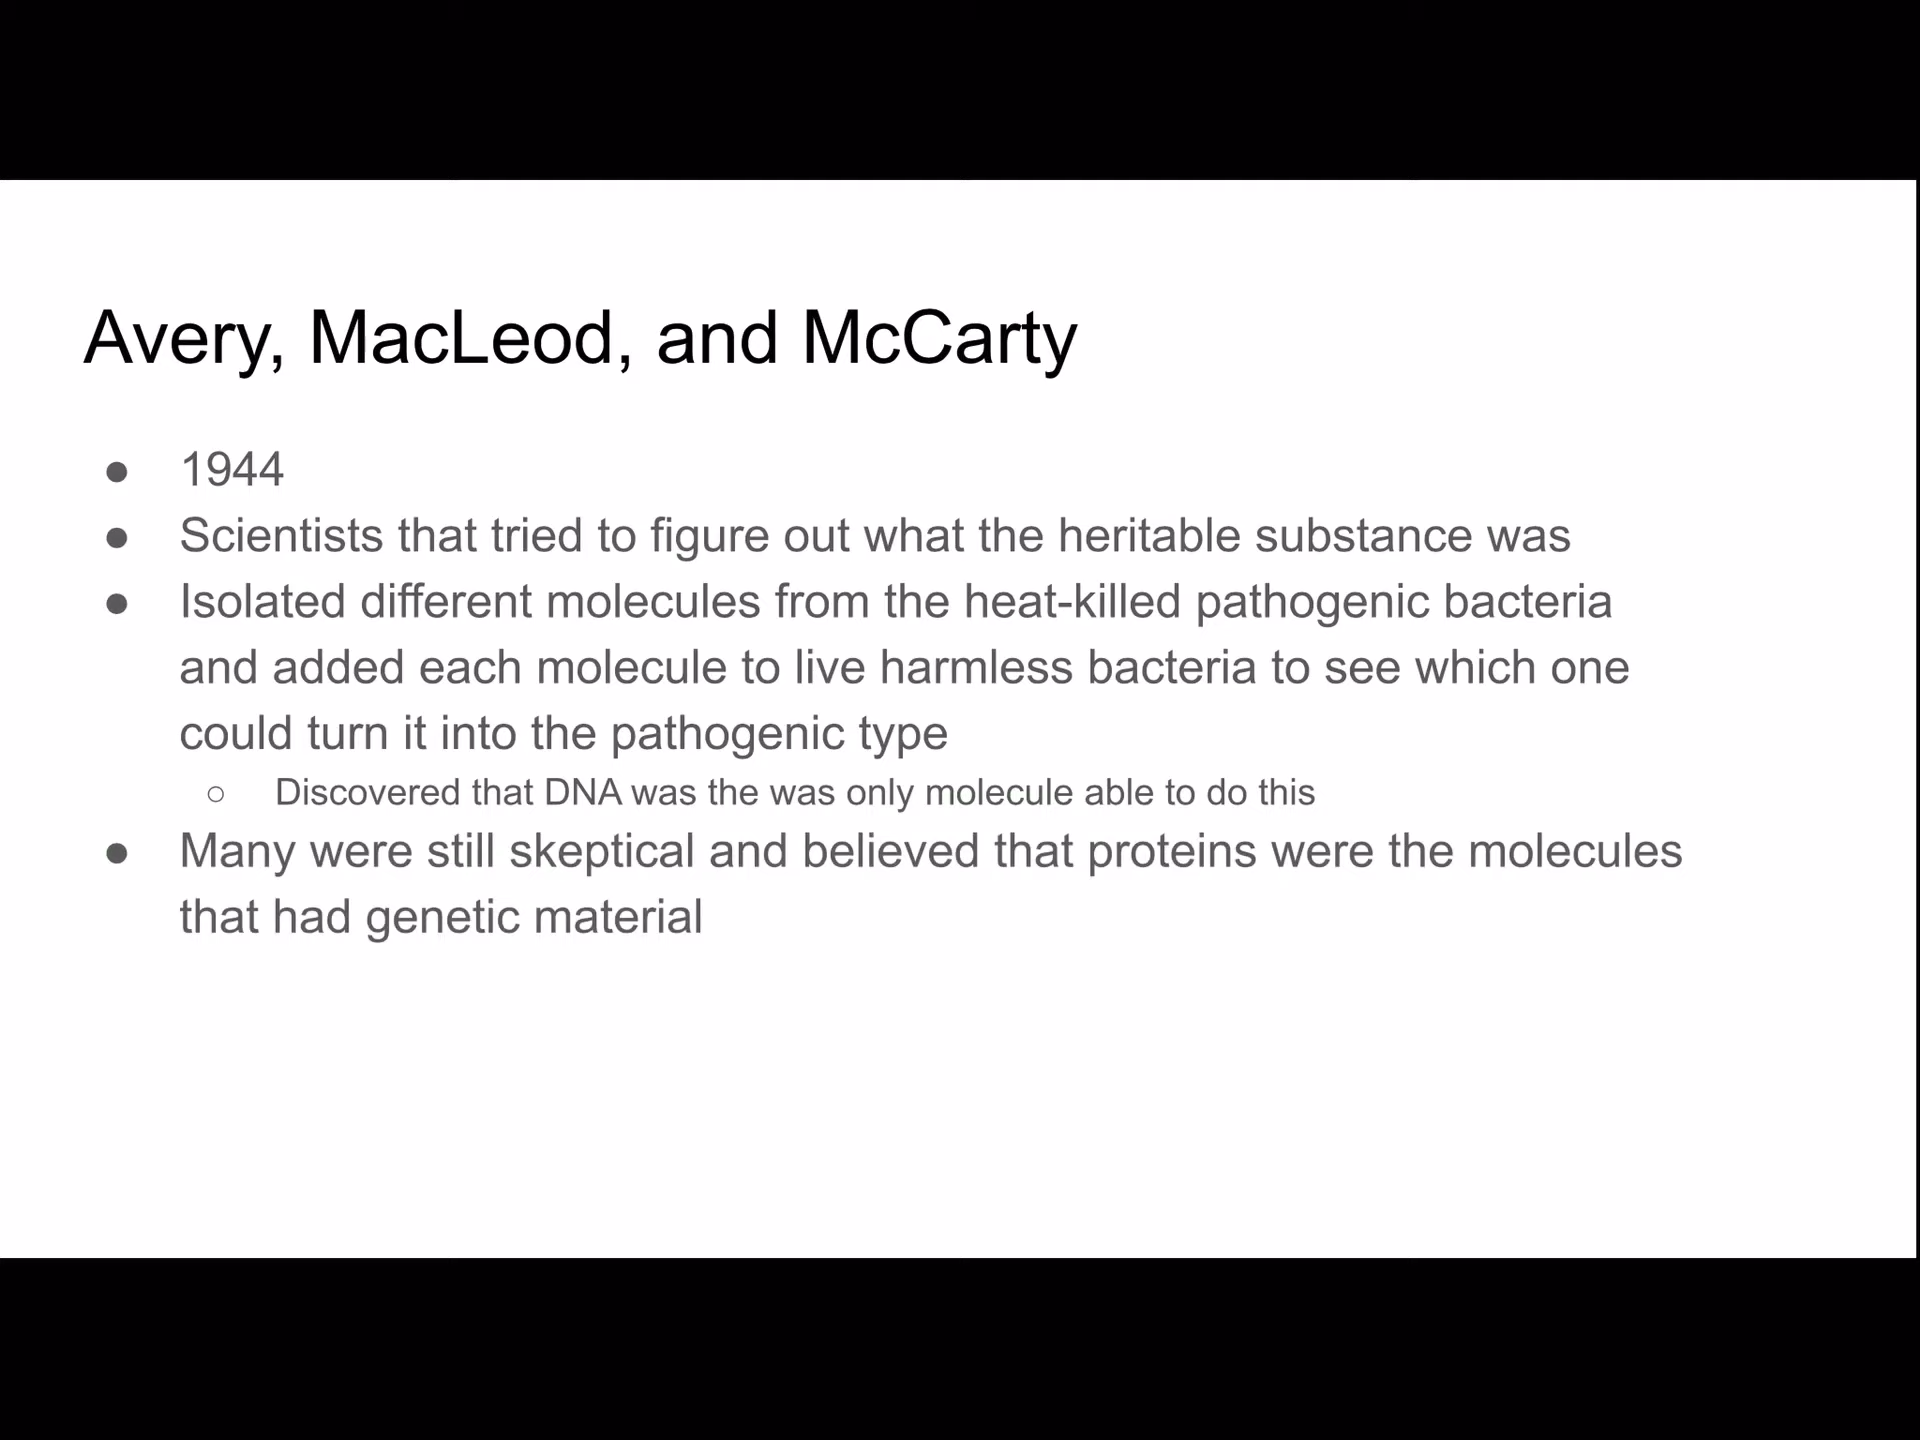 Avery, MacLeod, and McCarty
● 1944
● Scientists that tried to figure out what the heritable substance was
● Isolated different molecules from the heat-killed pathogenic bacteria
and added each molecule to live harmless bacteria to see which one
could turn it into the pathogenic type
○ Discovered that DNA was the was only molecule able to do this
● Many were still skeptical and believed that proteins were the molecules
that had genetic material